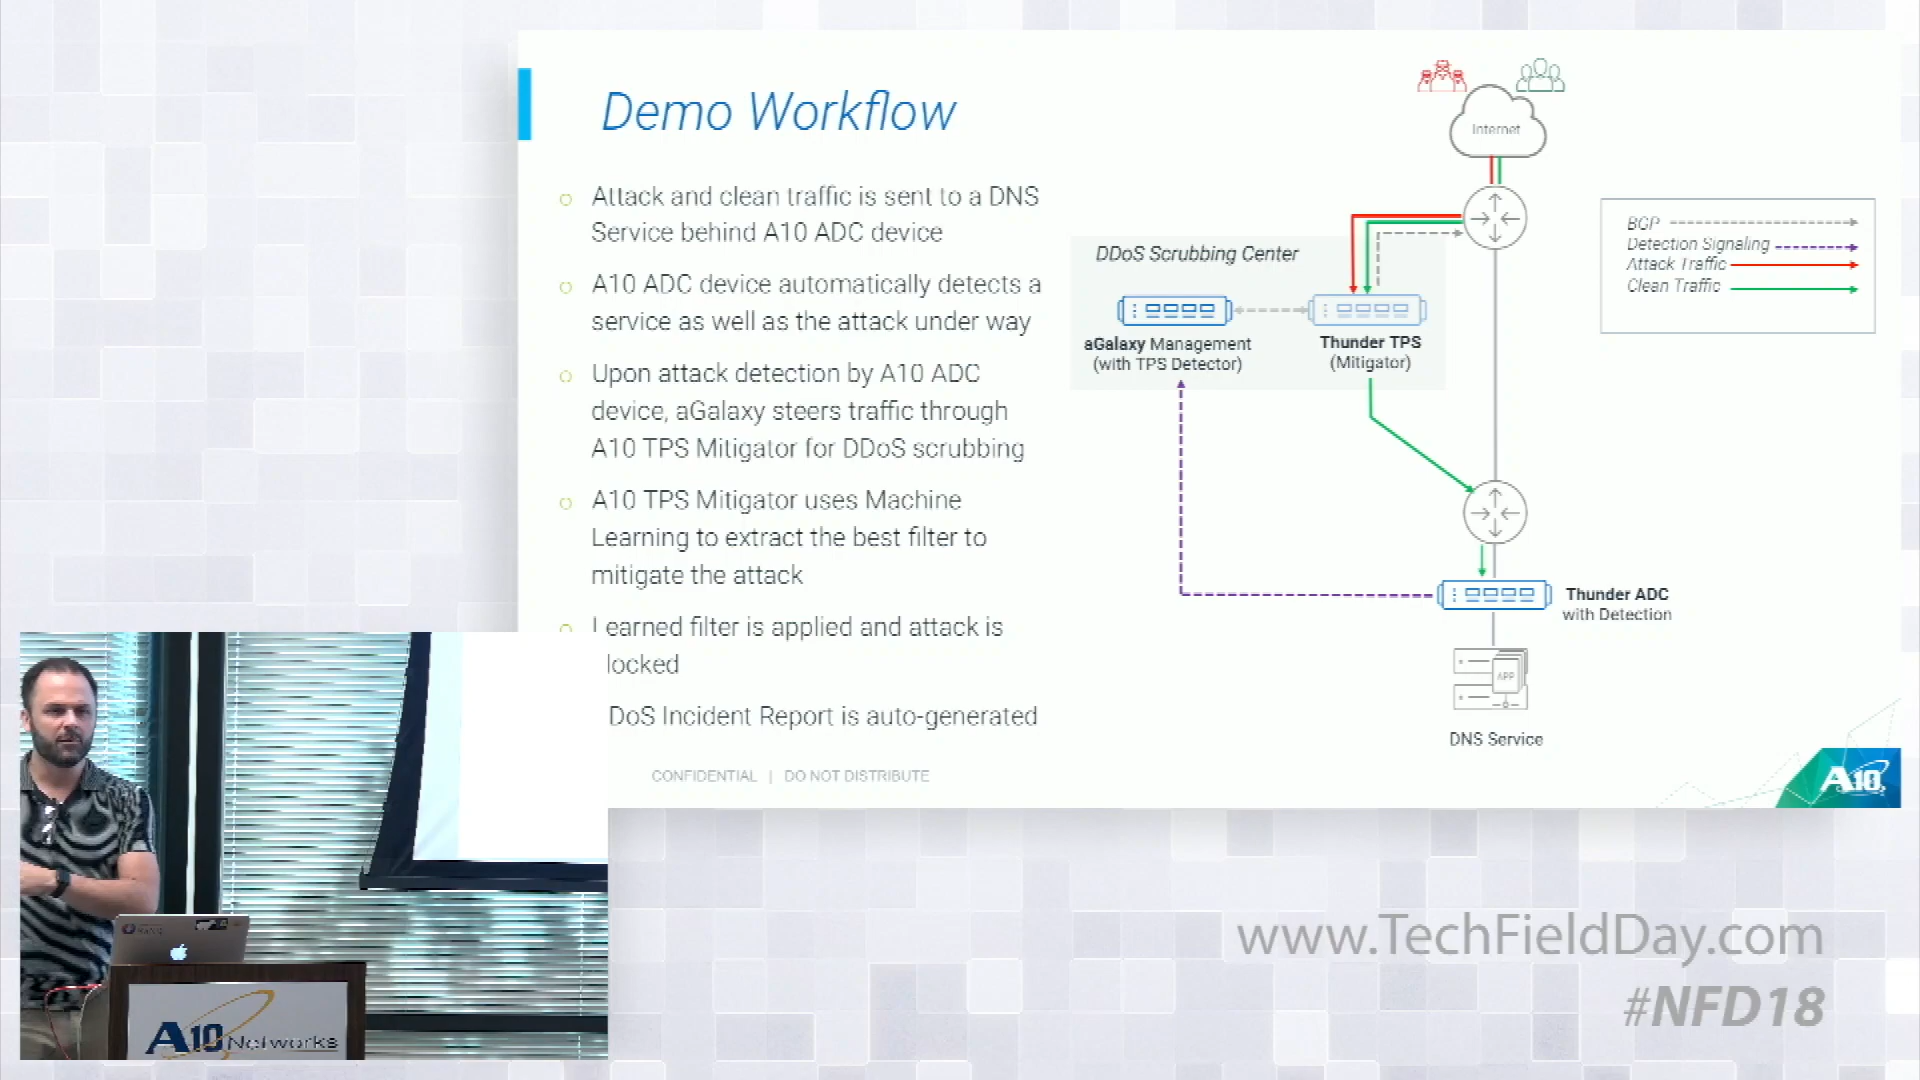 Demo Workflow
Attack and clean traffic is sent to a DNS
Service behind A10 ADC device
A10 ADC device automatically detects a
service as well as the attack under way
Upon attack detection by A10 ADC
device, aGalaxy steers traffic through
A10 TPS Mitigator for DDoS scrubbing
A10 TPS Mitigator uses Machine
Learning to extract the best filter to
mitigate the attack
Learned filter is applied and attack is
locked
DoS Incident Report is auto-generated
CONFIDENTIAL | DO NOT DISTRIBUTE
Internet
DDoS Scrubbing Center
aGalaxy Management
(with TPS Detector)
Thunder TPS
(Mitigator)
BGP
Detection Signaling
Attack Traffic
Clean Traffic
Thunder ADC
with Detection
APP
DNS Service
A10
A10 Networks
www.TechFieldDay.com
#NFD18